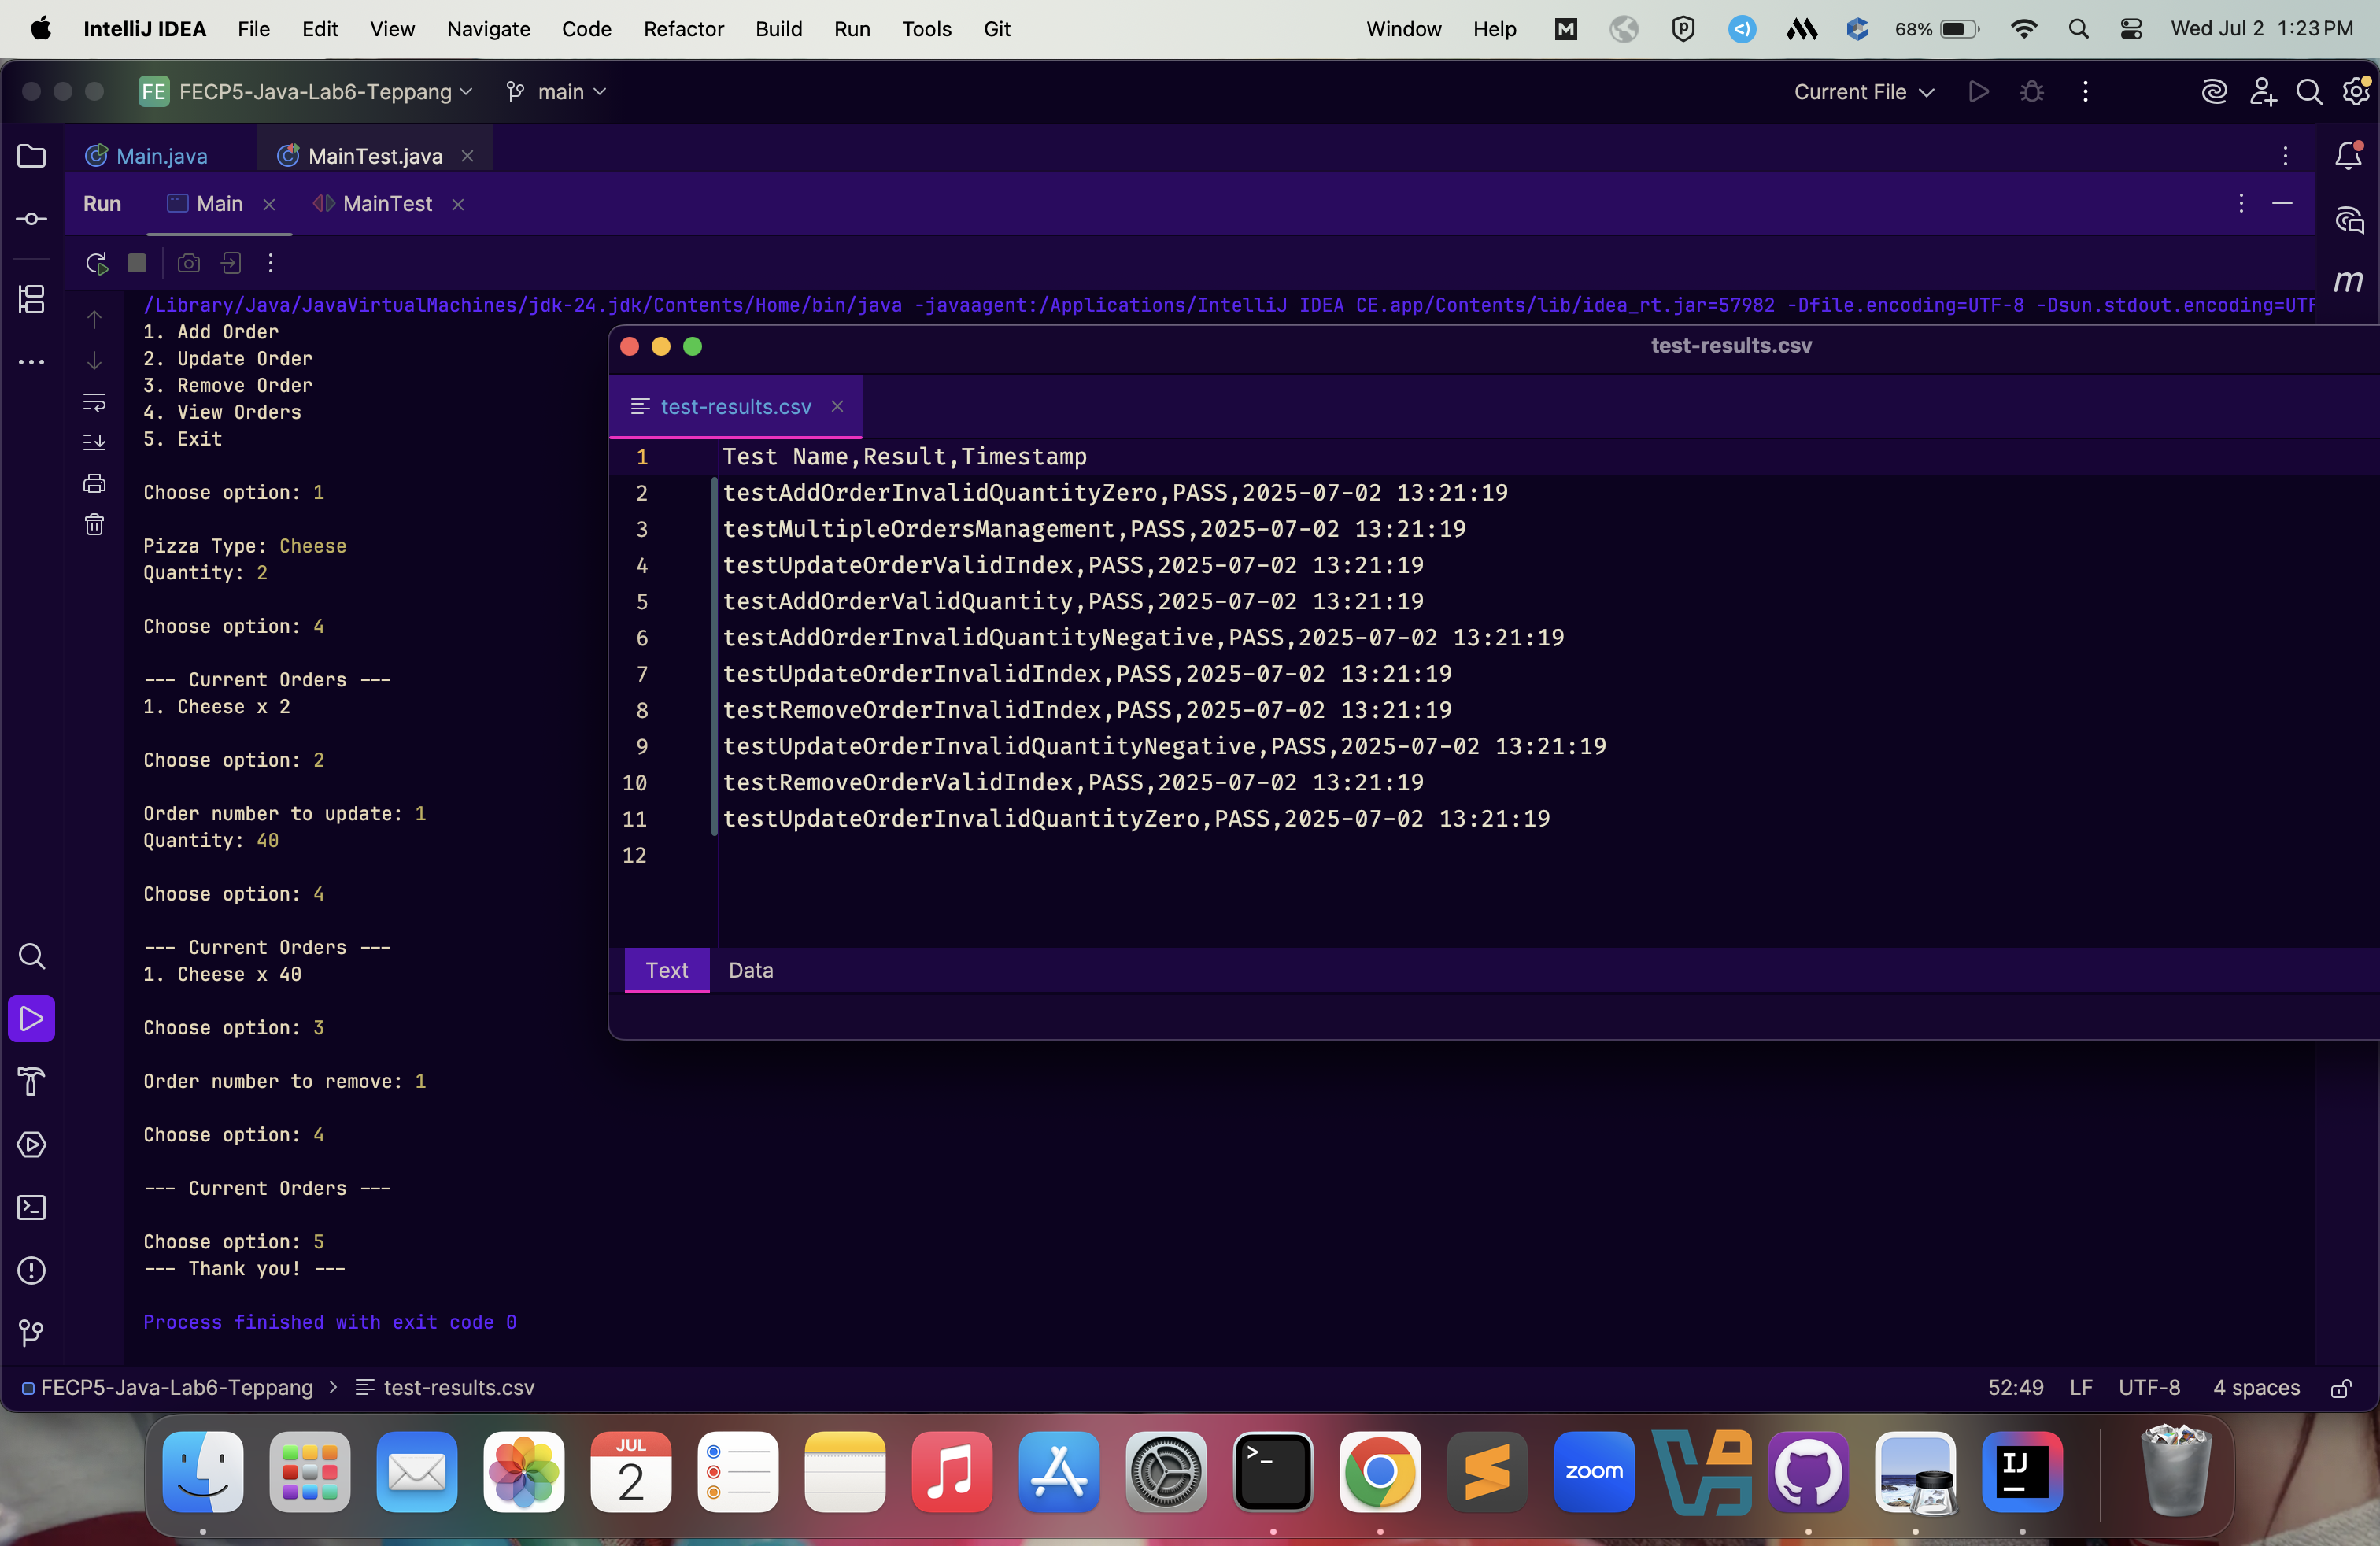 IntelliJ IDEA File Edit View Navigate Code Refactor Build Run Tools Git Window Help 68% Wed Jul 2 1:23 PM
FE FECP5-Java-Lab6-Teppang main Current File
Main.java MainTest.java
Run Main MainTest
/Library/Java/JavaVirtualMachines/jdk-24.jdk/Contents/Home/bin/java -javaagent:/Applications/IntelliJ IDEA CE.app/Contents/lib/idea_rt.jar=57982 -Dfile.encoding=UTF-8 -Dsun.stdout.encoding=UTF
1. Add Order
2. Update Order
3. Remove Order
4. View Orders
5. Exit
Choose option: 1
Pizza Type: Cheese
Quantity: 2
Choose option: 4
--- Current Orders ---
1. Cheese x 2
Choose option: 2
Order number to update: 1
Quantity: 40
Choose option: 4
--- Current Orders ---
1. Cheese x 40
Choose option: 3
Order number to remove: 1
Choose option: 4
--- Current Orders ---
Choose option: 5
--- Thank you! ---
Process finished with exit code 0
test-results.csv
test-results.csv
1 Test Name,Result,Timestamp
2 testAddOrderInvalidQuantityZero,PASS,2025-07-02 13:21:19
3 testMultipleOrdersManagement,PASS,2025-07-02 13:21:19
4 testUpdateOrderValidIndex,PASS,2025-07-02 13:21:19
5 testAddOrderValidQuantity,PASS,2025-07-02 13:21:19
6 testAddOrderInvalidQuantityNegative,PASS,2025-07-02 13:21:19
7 testUpdateOrderInvalidIndex,PASS,2025-07-02 13:21:19
8 testRemoveOrderInvalidIndex,PASS,2025-07-02 13:21:19
9 testUpdateOrderInvalidQuantityNegative,PASS,2025-07-02 13:21:19
10 testRemoveOrderValidIndex,PASS,2025-07-02 13:21:19
11 testUpdateOrderInvalidQuantityZero,PASS,2025-07-02 13:21:19
12
Text Data
FECP5-Java-Lab6-Teppang > test-results.csv 52:49 LF UTF-8 4 spaces
JUL
2
zoom
IJ